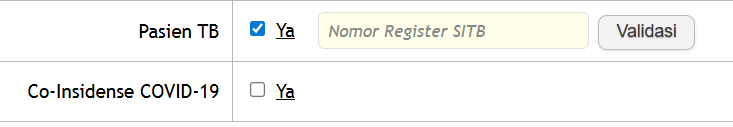 Pasien TB Ya Nomor Register SITB Validasi
Co-Insidense COVID-19 Ya